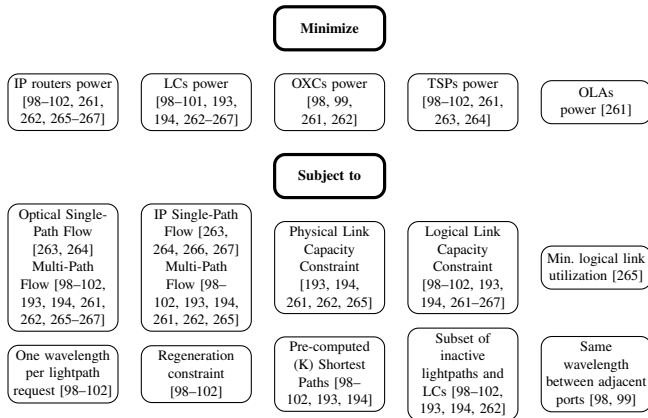 Minimize
IP routers power
[98–102, 261,
262, 265–267]
LCs power
[98–101, 193,
194, 262–267]
OXCs power
[98, 99,
261, 262]
TSPs power
[98–102, 261,
263, 264]
OLAs
power [261]
Subject to
Optical Single-
Path Flow
[263, 264]
Multi-Path
Flow [98–102,
193, 194, 261,
262, 265–267]
IP Single-Path
Flow [263,
264, 266, 267]
Multi-Path
Flow [98–
102, 193, 194,
261, 262, 265]
Physical Link
Capacity
Constraint
[193, 194,
261, 262, 265]
Logical Link
Capacity
Constraint
[98–102, 193,
194, 261–267]
Min. logical link
utilization [265]
One wavelength
per lightpath
request [98–102]
Regeneration
constraint
[98–102]
Pre-computed
(K) Shortest
Paths [98–
102, 193, 194]
Subset of
inactive
lightpaths and
LCs [98–102,
193, 194, 262]
Same
wavelength
between adjacent
ports [98, 99]